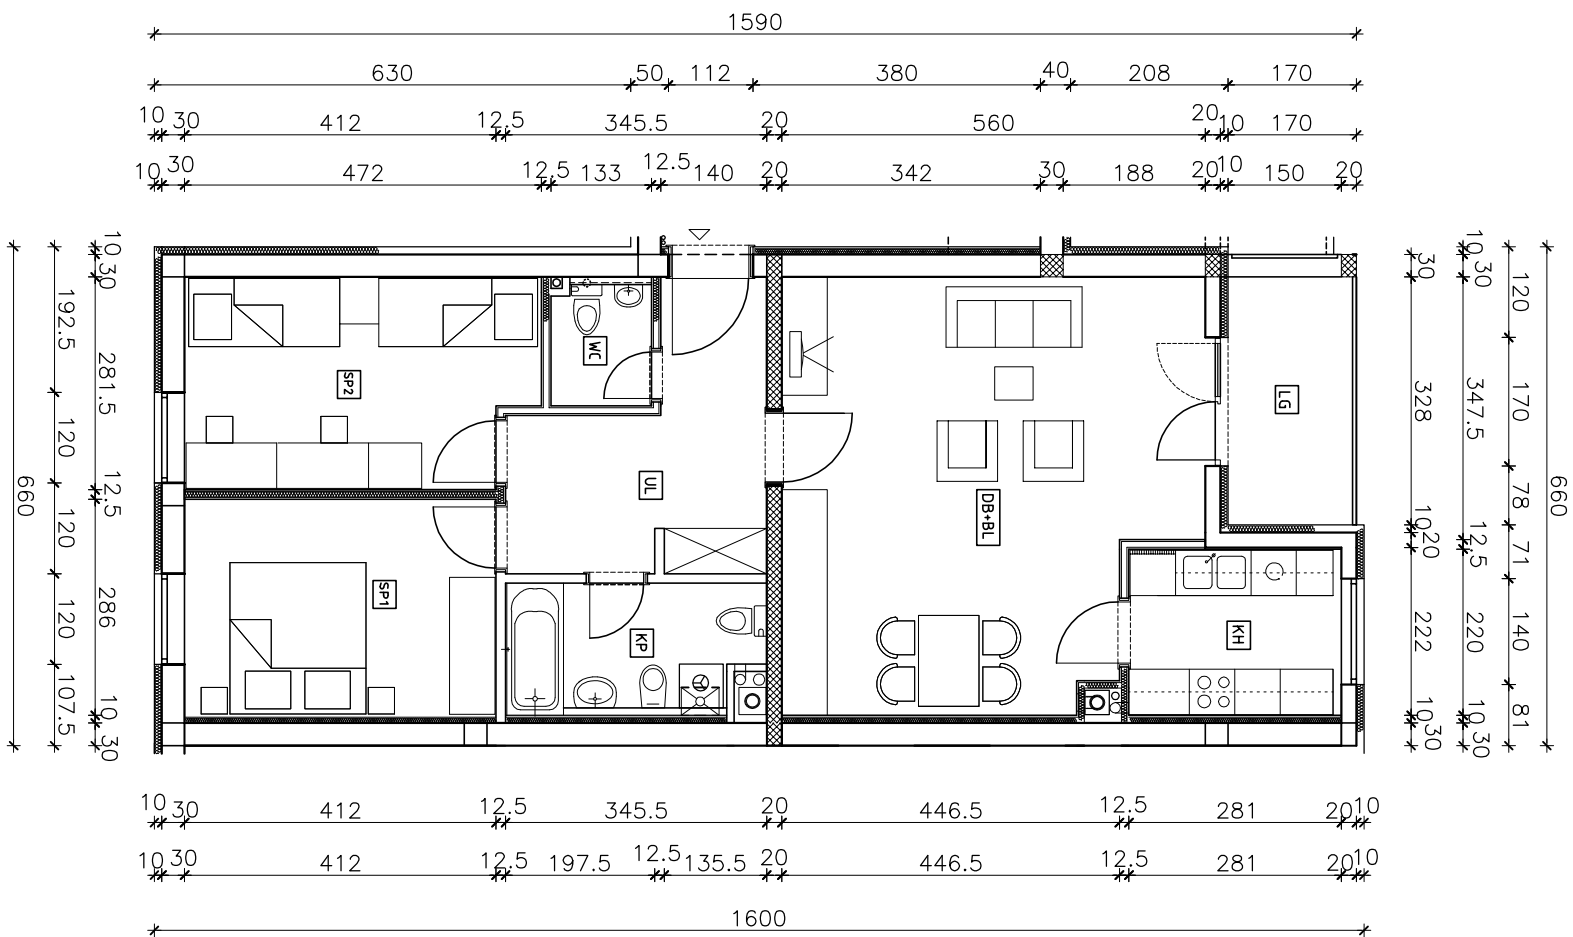 1590
630 50 112 380 40 208 170
10 30 412 12.5 345.5 20 560 20 10 170
10 30 472 12.5 133 12.5 140 20 342 30 188 20 10 150 20
660
192.5 120 120 120 107.5
10 30 281.5 12.5 286 10 30
SP2
WC
UL
SP1
KP
DB+BL
LG
KH
30 328 10 20 222 10 30
10 30 347.5 12.5 220 10 30
120 170 78 71 140 81
660
10 30 412 12.5 345.5 20 446.5 12.5 281 20 10
10 30 412 12.5 197.5 12.5 135.5 20 446.5 12.5 281 20 10
1600